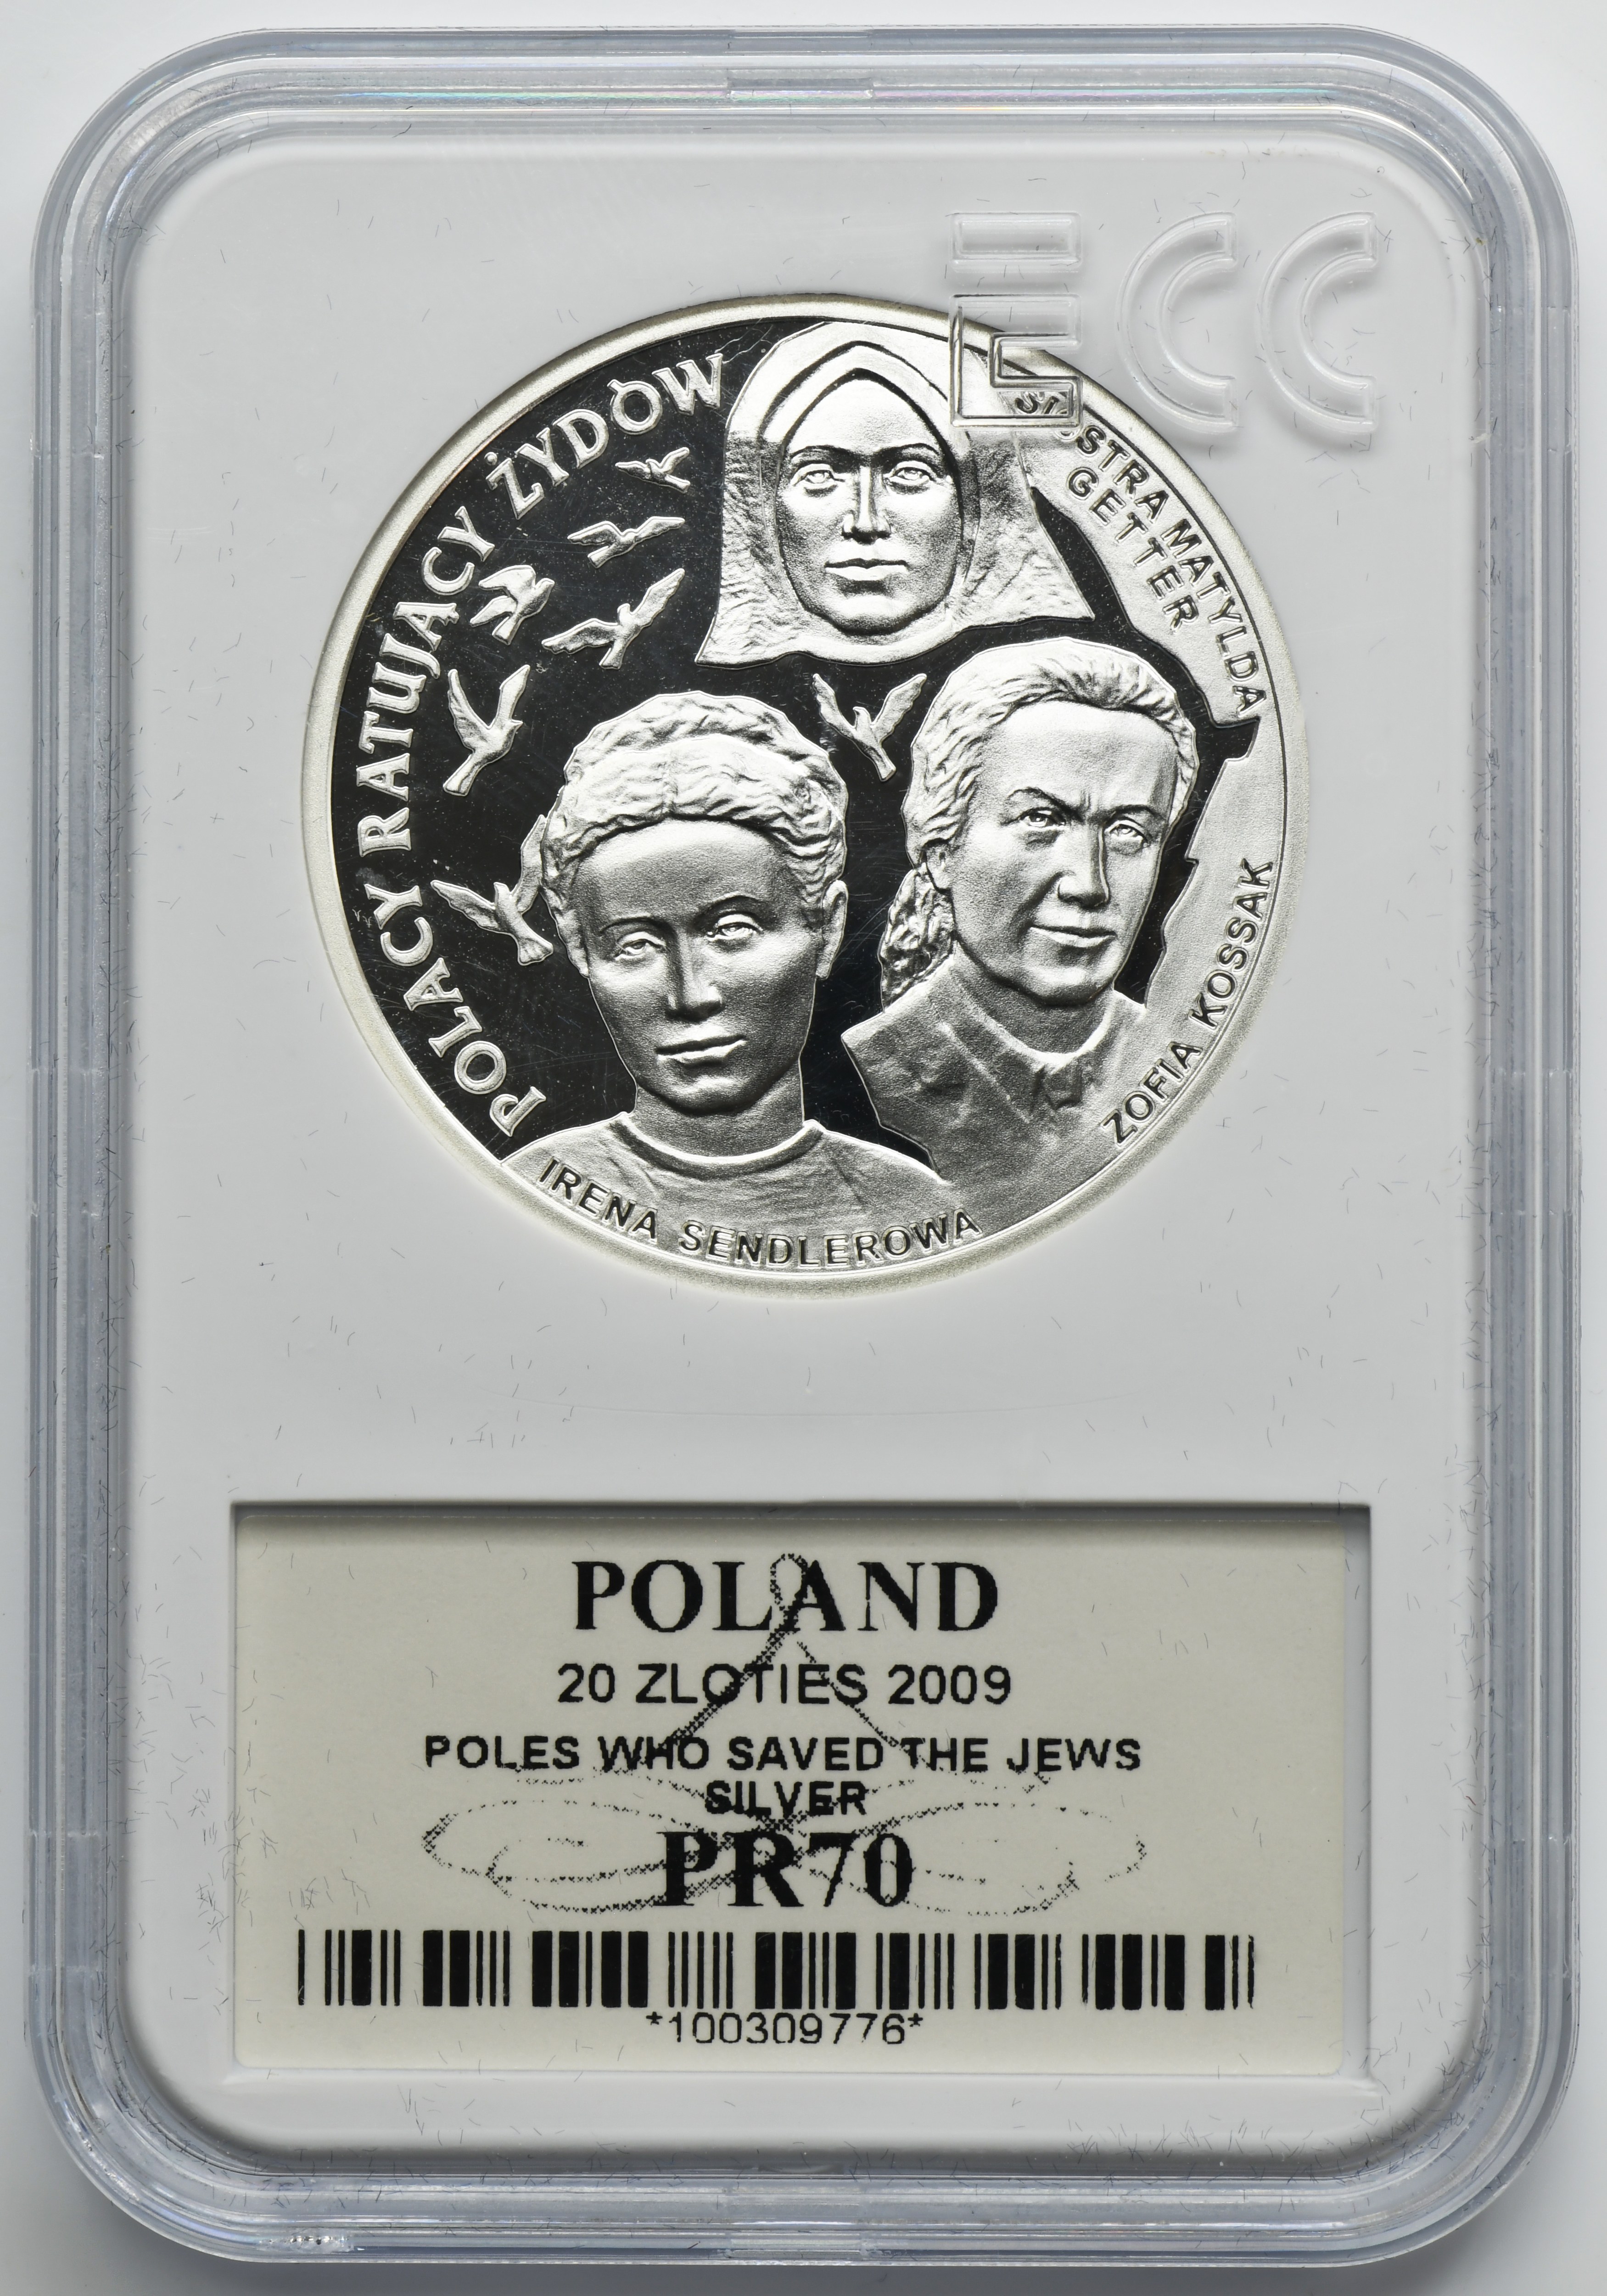 ECC
POLACY RATUJĄCY ŻYDÓW
SIOSTRA MATYLDA
GETTER
ZOFIA KOSSAK
IRENA SENDLEROWA
POLAND
20 ZLOTIES 2009
POLES WHO SAVED THE JEWS
SILVER
PR70
*100309776*